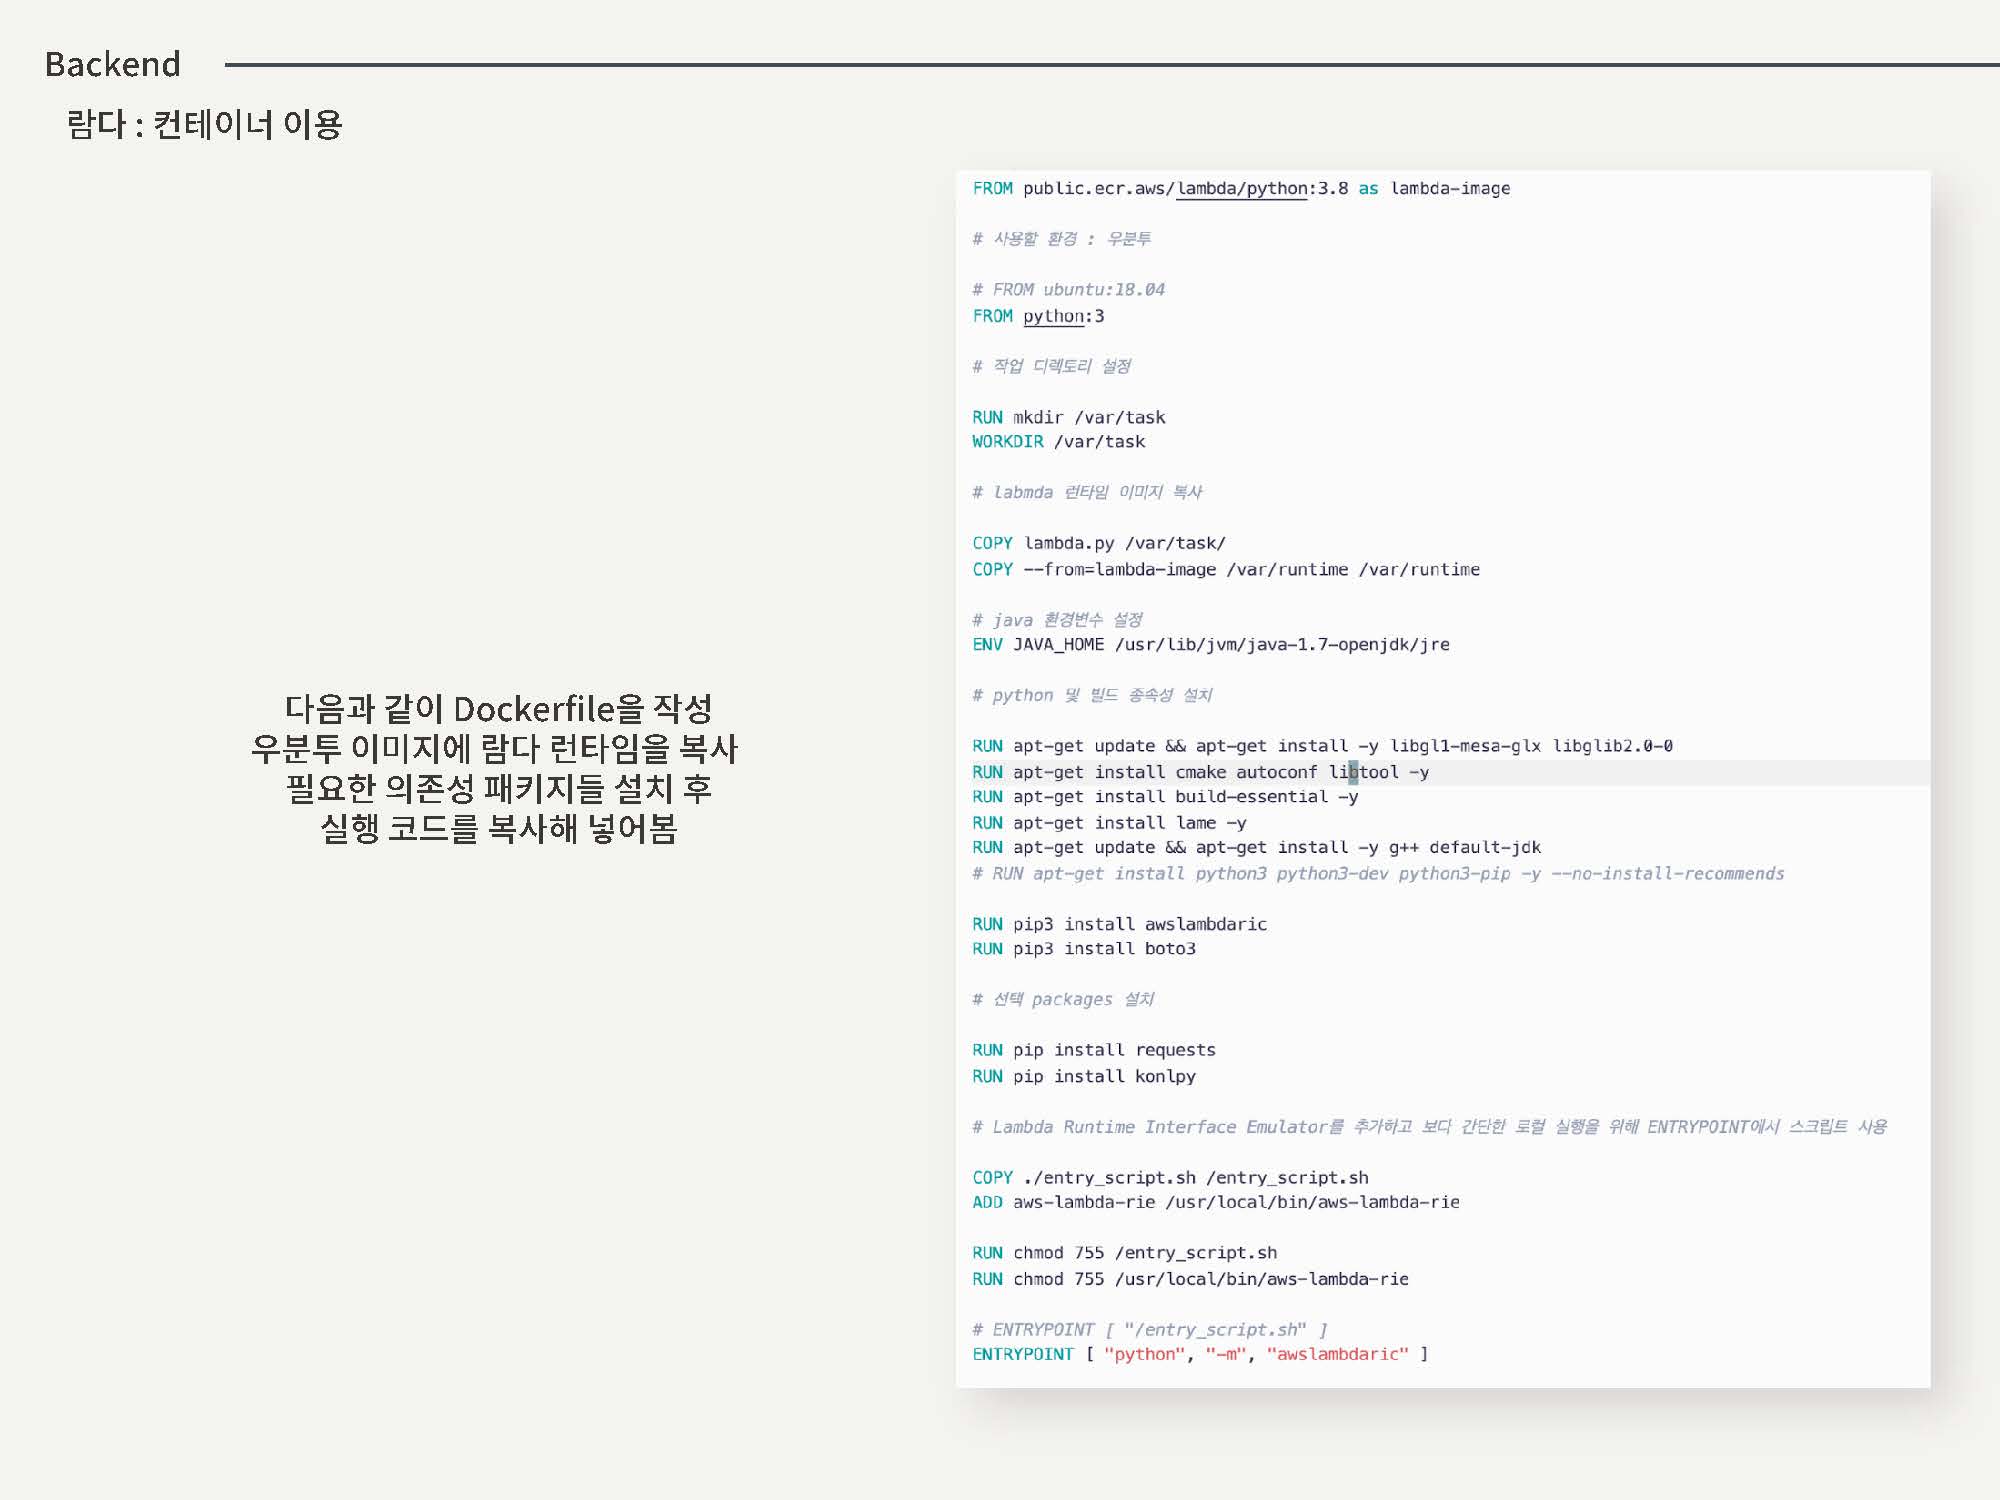 Backend
람다 : 컨테이너 이용
다음과 같이 Dockerfile을 작성
우분투 이미지에 람다 런타임을 복사
필요한 의존성 패키지들 설치 후
실행 코드를 복사해 넣어봄
FROM public.ecr.aws/lambda/python:3.8 as lambda-image
# 사용할 환경 : 우분투
# FROM ubuntu:18.04
FROM python:3
# 작업 디렉토리 설정
RUN mkdir /var/task
WORKDIR /var/task
# labmda 런타임 이미지 복사
COPY lambda.py /var/task/
COPY --from=lambda-image /var/runtime /var/runtime
# java 환경변수 설정
ENV JAVA_HOME /usr/lib/jvm/java-1.7-openjdk/jre
# python 및 빌드 종속성 설치
RUN apt-get update && apt-get install -y libgl1-mesa-glx libglib2.0-0
RUN apt-get install cmake autoconf libtool -y
RUN apt-get install build-essential -y
RUN apt-get install lame -y
RUN apt-get update && apt-get install -y g++ default-jdk
# RUN apt-get install python3 python3-dev python3-pip -y --no-install-recommends
RUN pip3 install awslambdaric
RUN pip3 install boto3
# 선택 packages 설치
RUN pip install requests
RUN pip install konlpy
# Lambda Runtime Interface Emulator를 추가하고 보다 간단한 로컬 실행을 위해 ENTRYPOINT에서 스크립트 사용
COPY ./entry_script.sh /entry_script.sh
ADD aws-lambda-rie /usr/local/bin/aws-lambda-rie
RUN chmod 755 /entry_script.sh
RUN chmod 755 /usr/local/bin/aws-lambda-rie
# ENTRYPOINT [ "/entry_script.sh" ]
ENTRYPOINT [ "python", "-m", "awslambdaric" ]